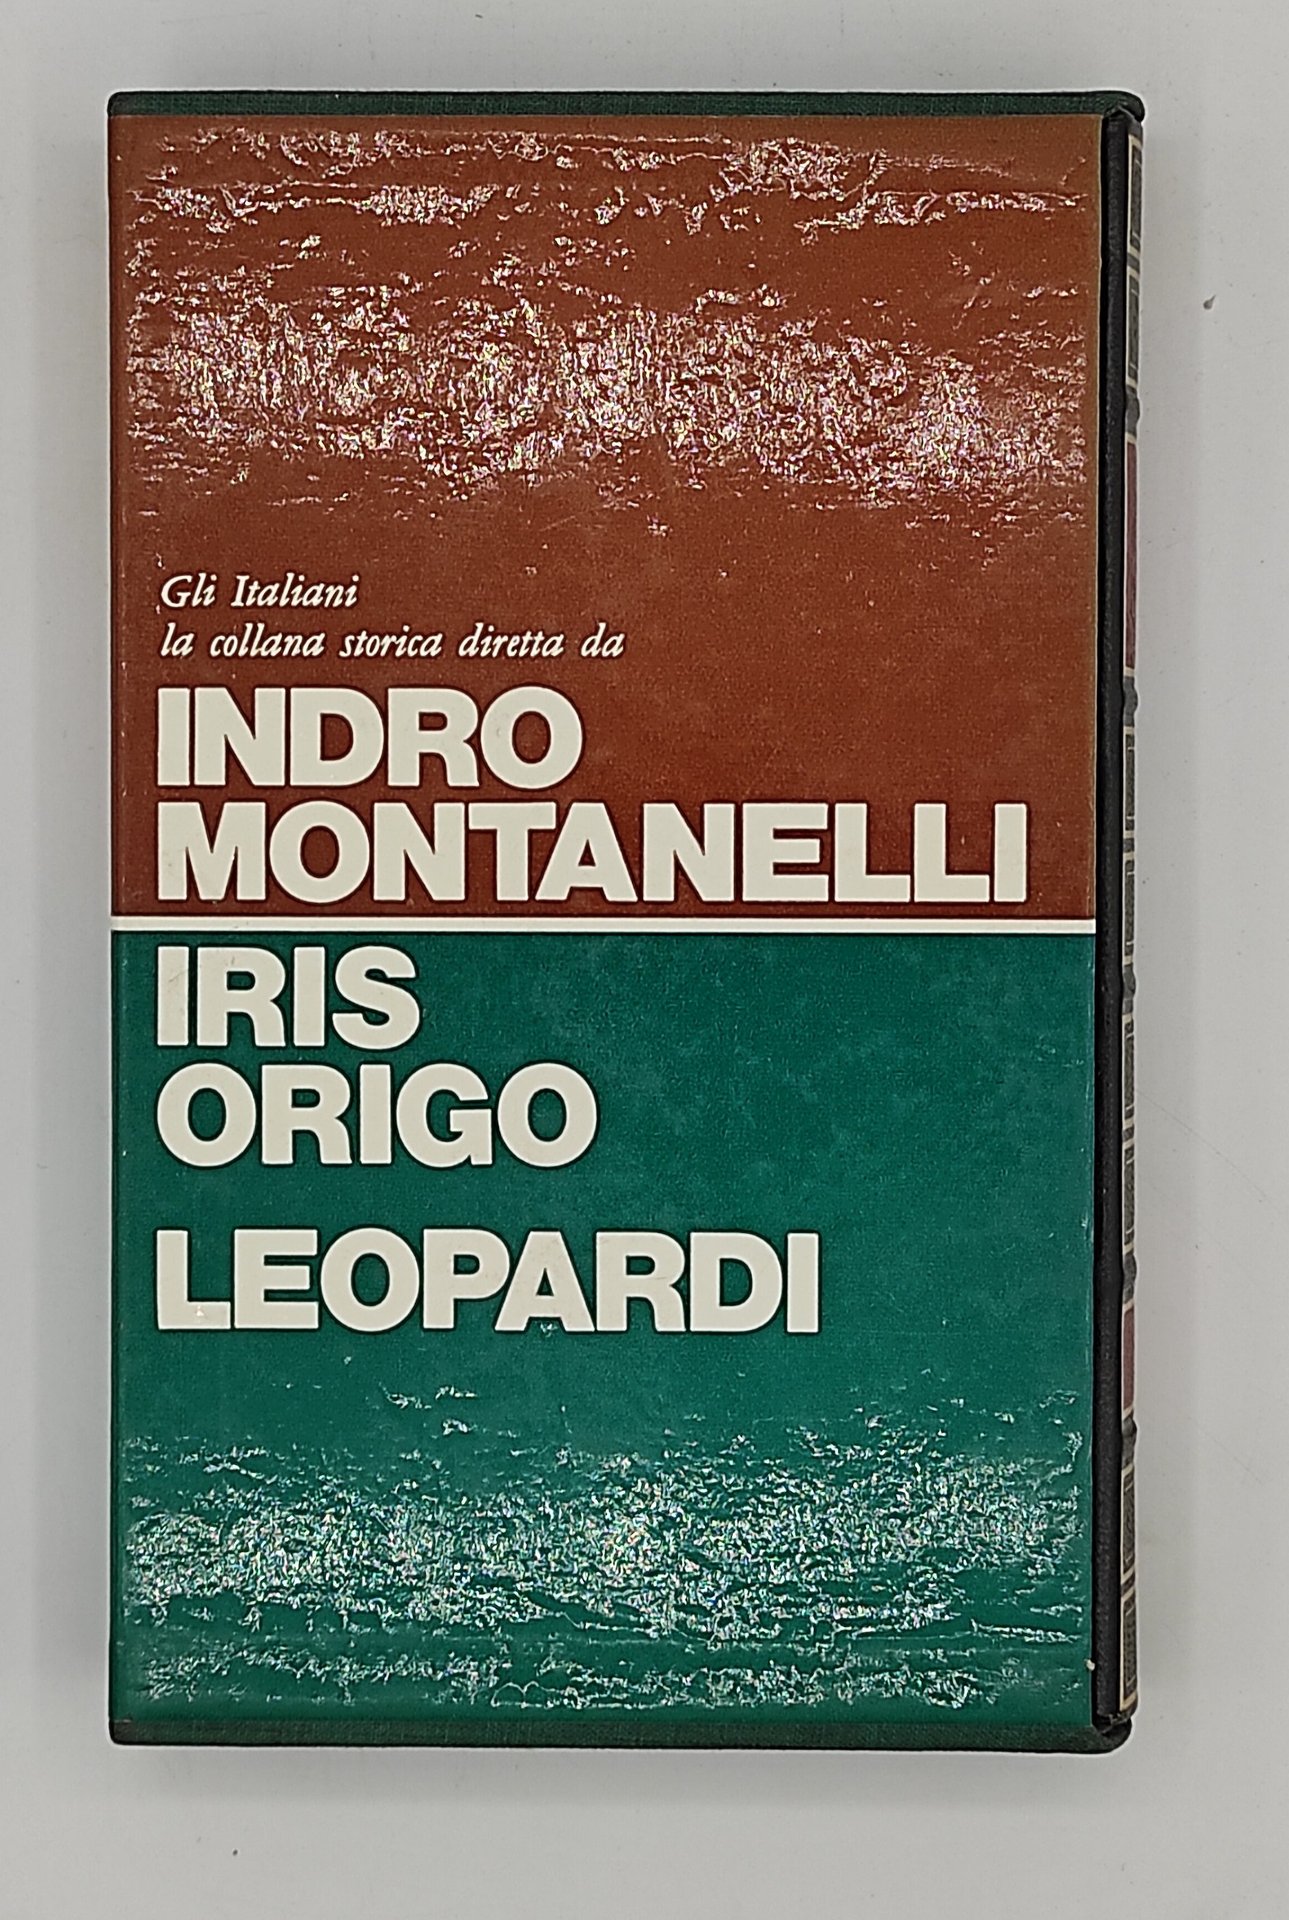 Gli Italiani
la collana storica diretta da
INDRO
MONTANELLI
IRIS
ORIGO
LEOPARDI